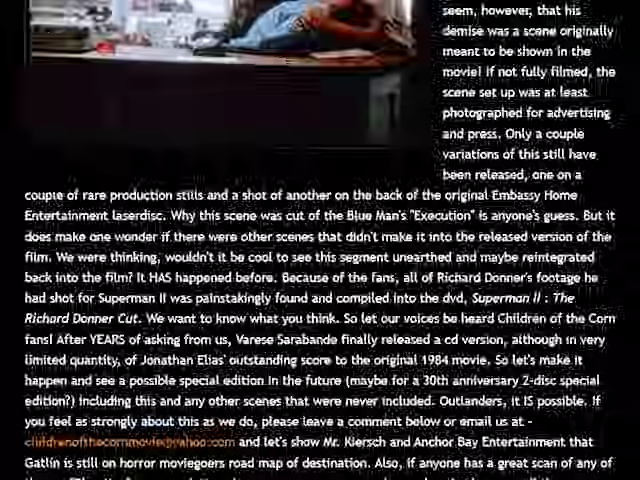 seem, however, that his
demise was a scene originally
meant to be shown in the
movie! If not fully filmed, the
scene set up was at least
photographed for advertising
and press. Only a couple
variations of this still have
been released, one on a
couple of rare production stills and a shot of another on the back of the original Embassy Home
Entertainment laserdisc. Why this scene was cut of the Blue Man's "Execution" is anyone's guess. But it
does make one wonder if there were other scenes that didn't make it into the released version of the
film. We were thinking, wouldn't it be cool to see this segment unearthed and maybe reintegrated
back into the film? It HAS happened before. Because of the fans, all of Richard Donner's footage he
had shot for Superman II was painstakingly found and compiled into the dvd, Superman II : The
Richard Donner Cut. We want to know what you think. So let our voices be heard Children of the Corn
fans! After YEARS of asking from us, Varese Sarabande finally released a cd version, although in very
limited quantity, of Jonathan Elias' outstanding score to the original 1984 movie. So let's make it
happen and see a possible special edition in the future (maybe for a 30th anniversary 2-disc special
edition?) including this and any other scenes that were never included. Outlanders, it IS possible. If
you feel as strongly about this as we do, please leave a comment below or email us at -
childrenofthecornmovie@yahoo.com and let's show Mr. Kiersch and Anchor Bay Entertainment that
Gatlin is still on horror moviegoers road map of destination. Also, if anyone has a great scan of any of